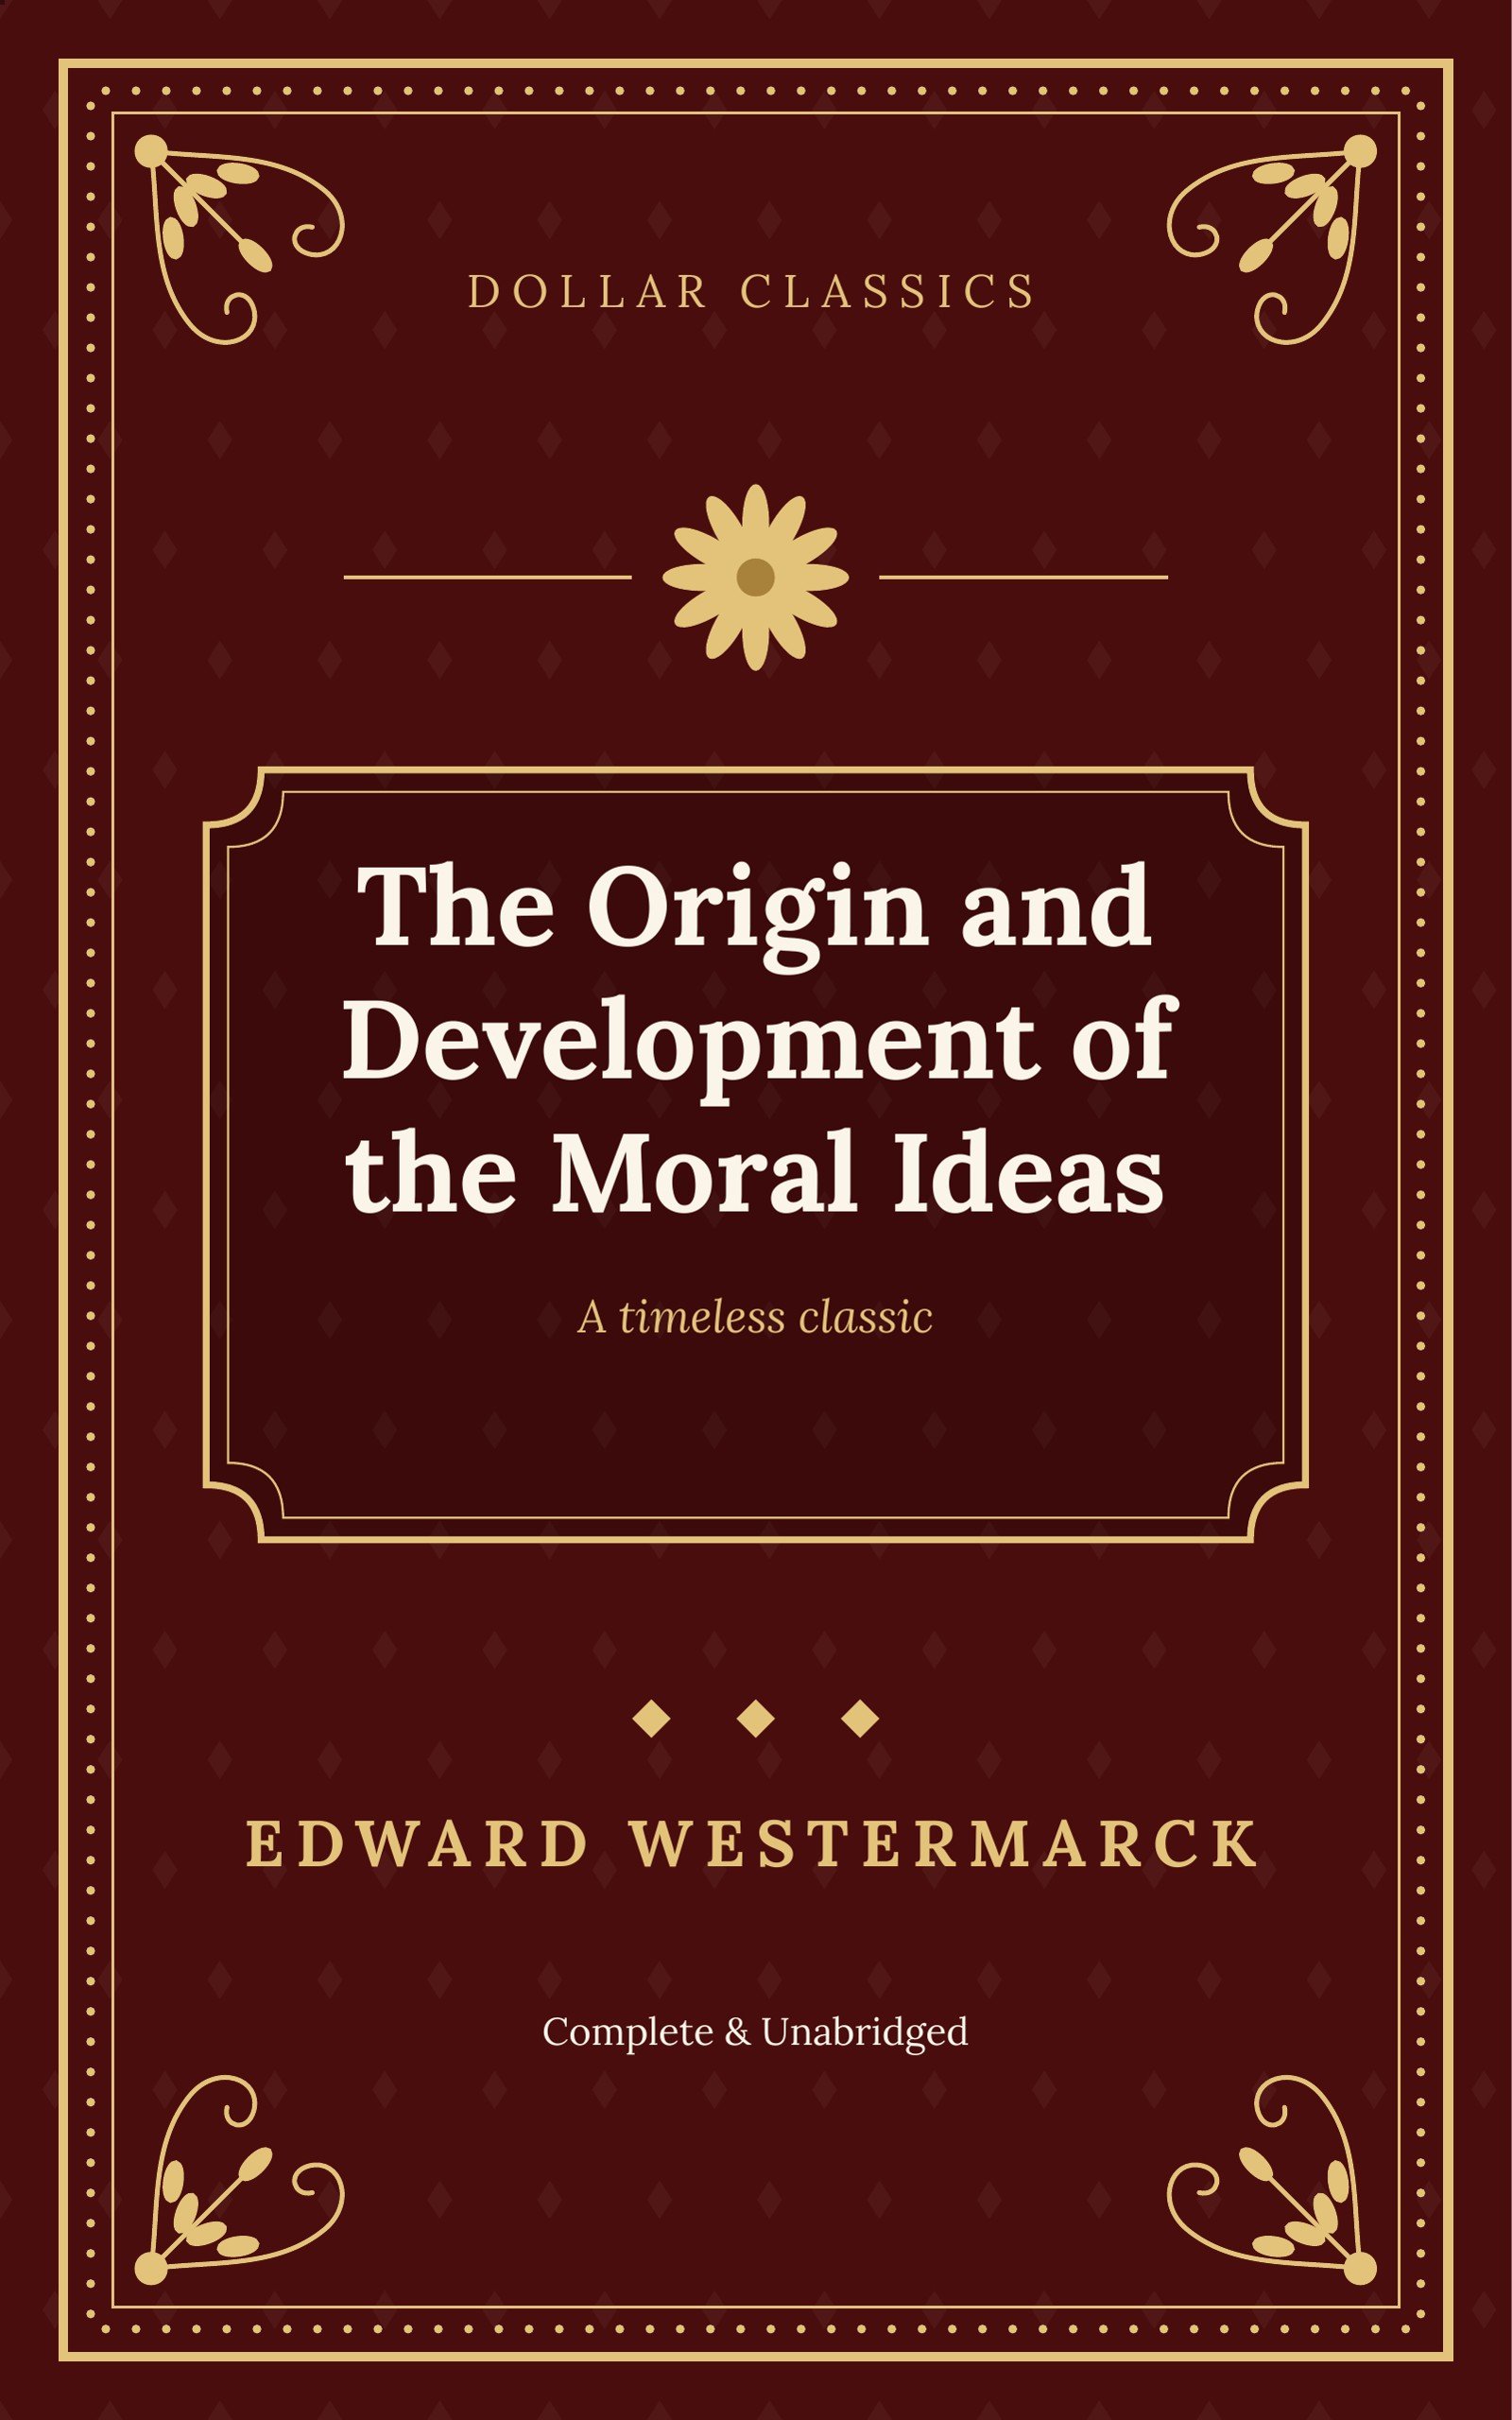 DOLLAR CLASSICS
The Origin and
Development of
the Moral Ideas
A timeless classic
EDWARD WESTERMARCK
Complete & Unabridged